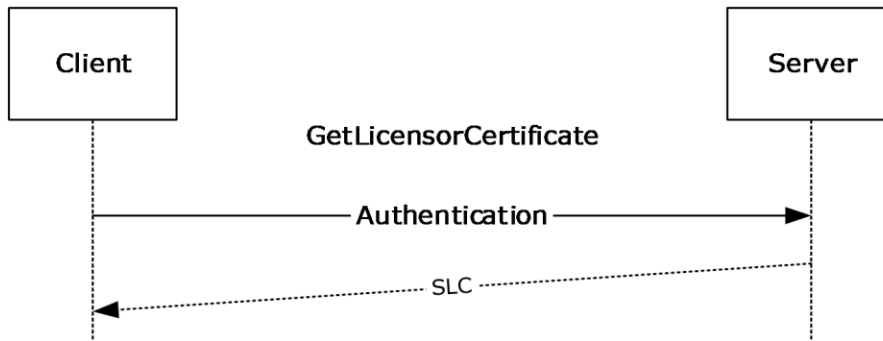 Client
Server
GetLicensorCertificate
Authentication
SLC